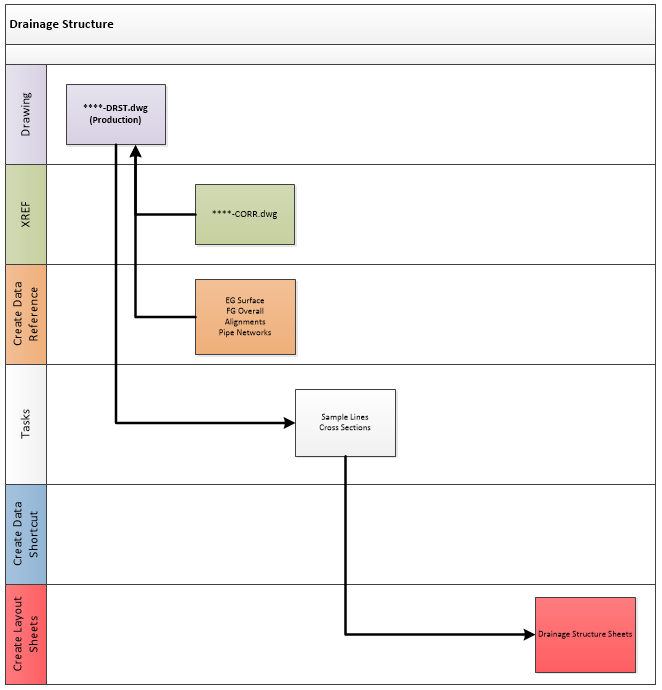 Drainage Structure
Drawing
****-DRST.dwg
(Production)
XREF
****-CORR.dwg
Create Data
Reference
EG Surface
FG Overall
Alignments
Pipe Networks
Tasks
Sample Lines
Cross Sections
Create Data
Shortcut
Create Layout
Sheets
Drainage Structure Sheets